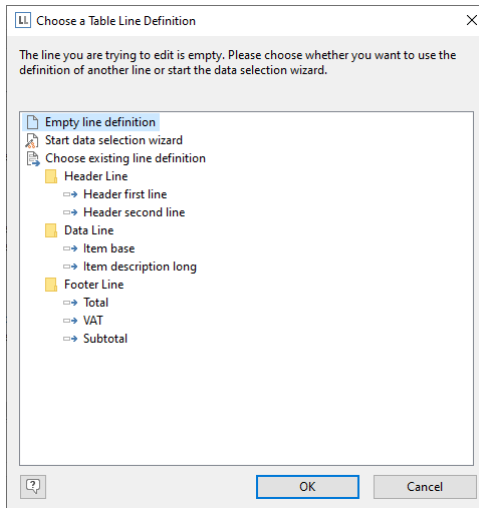 LL Choose a Table Line Definition
The line you are trying to edit is empty. Please choose whether you want to use the
definition of another line or start the data selection wizard.
Empty line definition
Start data selection wizard
Choose existing line definition
Header Line
Header first line
Header second line
Data Line
Item base
Item description long
Footer Line
Total
VAT
Subtotal
?
OK Cancel